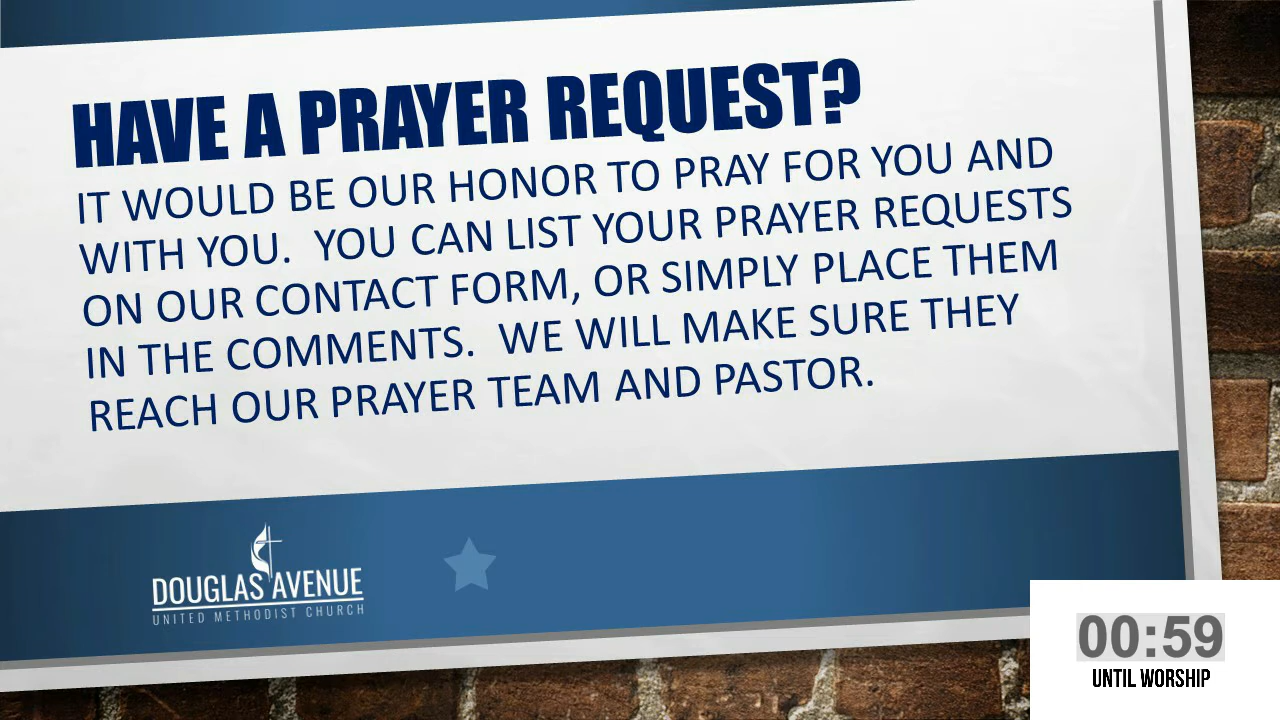 HAVE A PRAYER REQUEST?
IT WOULD BE OUR HONOR TO PRAY FOR YOU AND
WITH YOU.  YOU CAN LIST YOUR PRAYER REQUESTS
ON OUR CONTACT FORM, OR SIMPLY PLACE THEM
IN THE COMMENTS.  WE WILL MAKE SURE THEY
REACH OUR PRAYER TEAM AND PASTOR.
DOUGLAS AVENUE
UNITED METHODIST CHURCH
00:59
UNTIL WORSHIP